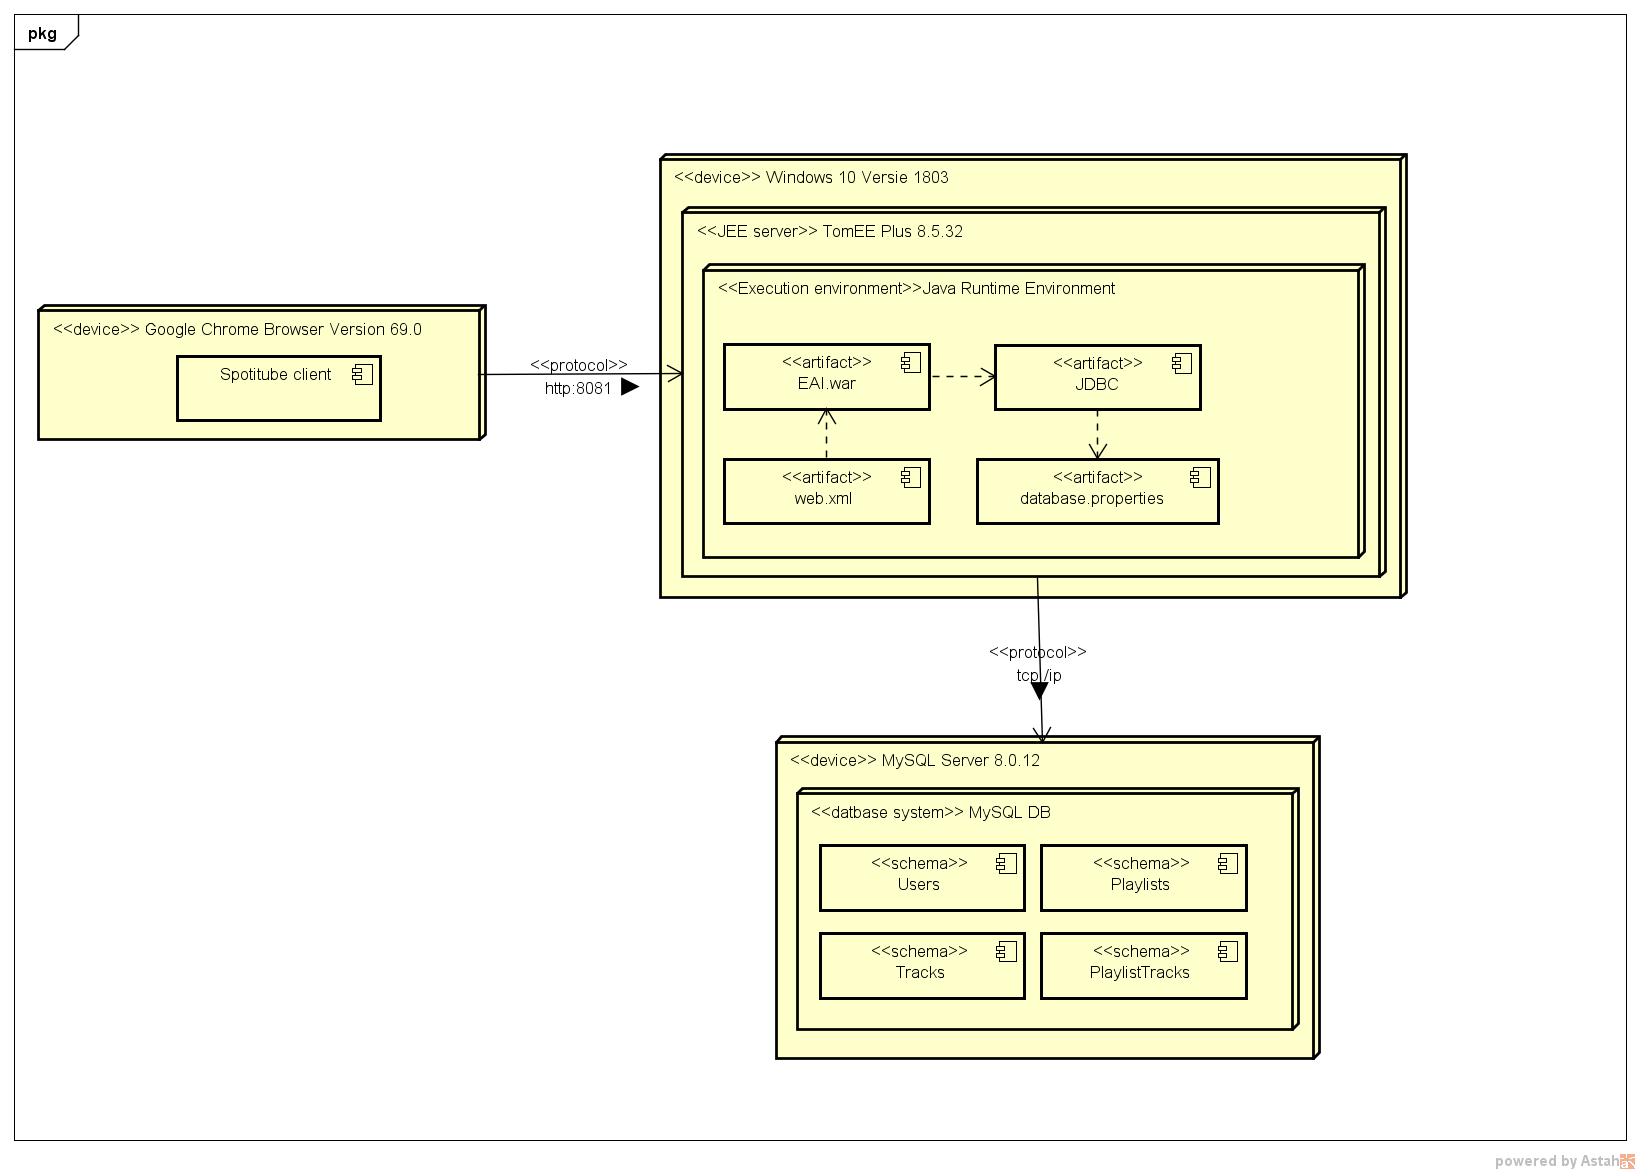 pkg
<<device>> Windows 10 Versie 1803
<<JEE server>> TomEE Plus 8.5.32
<<Execution environment>>Java Runtime Environment
<<device>> Google Chrome Browser Version 69.0
Spotitube client
<<protocol>>
http:8081
<<artifact>>
EAI.war
<<artifact>>
JDBC
<<artifact>>
web.xml
<<artifact>>
database.properties
<<protocol>>
tcp/ip
<<device>> MySQL Server 8.0.12
<<datbase system>> MySQL DB
<<schema>>
Users
<<schema>>
Playlists
<<schema>>
Tracks
<<schema>>
PlaylistTracks
powered by Astah